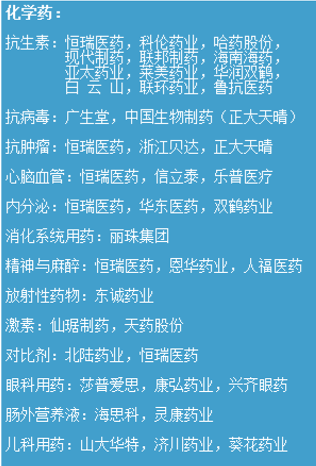 化学药：
抗生素：恒瑞医药，科伦药业，哈药股份，
现代制药，联邦制药，海南海药，
亚太药业，莱美药业，华润双鹤，
白 云 山，联环药业，鲁抗医药
抗病毒：广生堂，中国生物制药（正大天晴）
抗肿瘤：恒瑞医药，浙江贝达，正大天晴
心脑血管：恒瑞医药，信立泰，乐普医疗
内分泌：恒瑞医药，华东医药，双鹤药业
消化系统用药：丽珠集团
精神与麻醉：恒瑞医药，恩华药业，人福医药
放射性药物：东诚药业
激素：仙琚制药，天药股份
对比剂：北陆药业，恒瑞医药
眼科用药：莎普爱思，康弘药业，兴齐眼药
肠外营养液：海思科，灵康药业
儿科用药：山大华特，济川药业，葵花药业